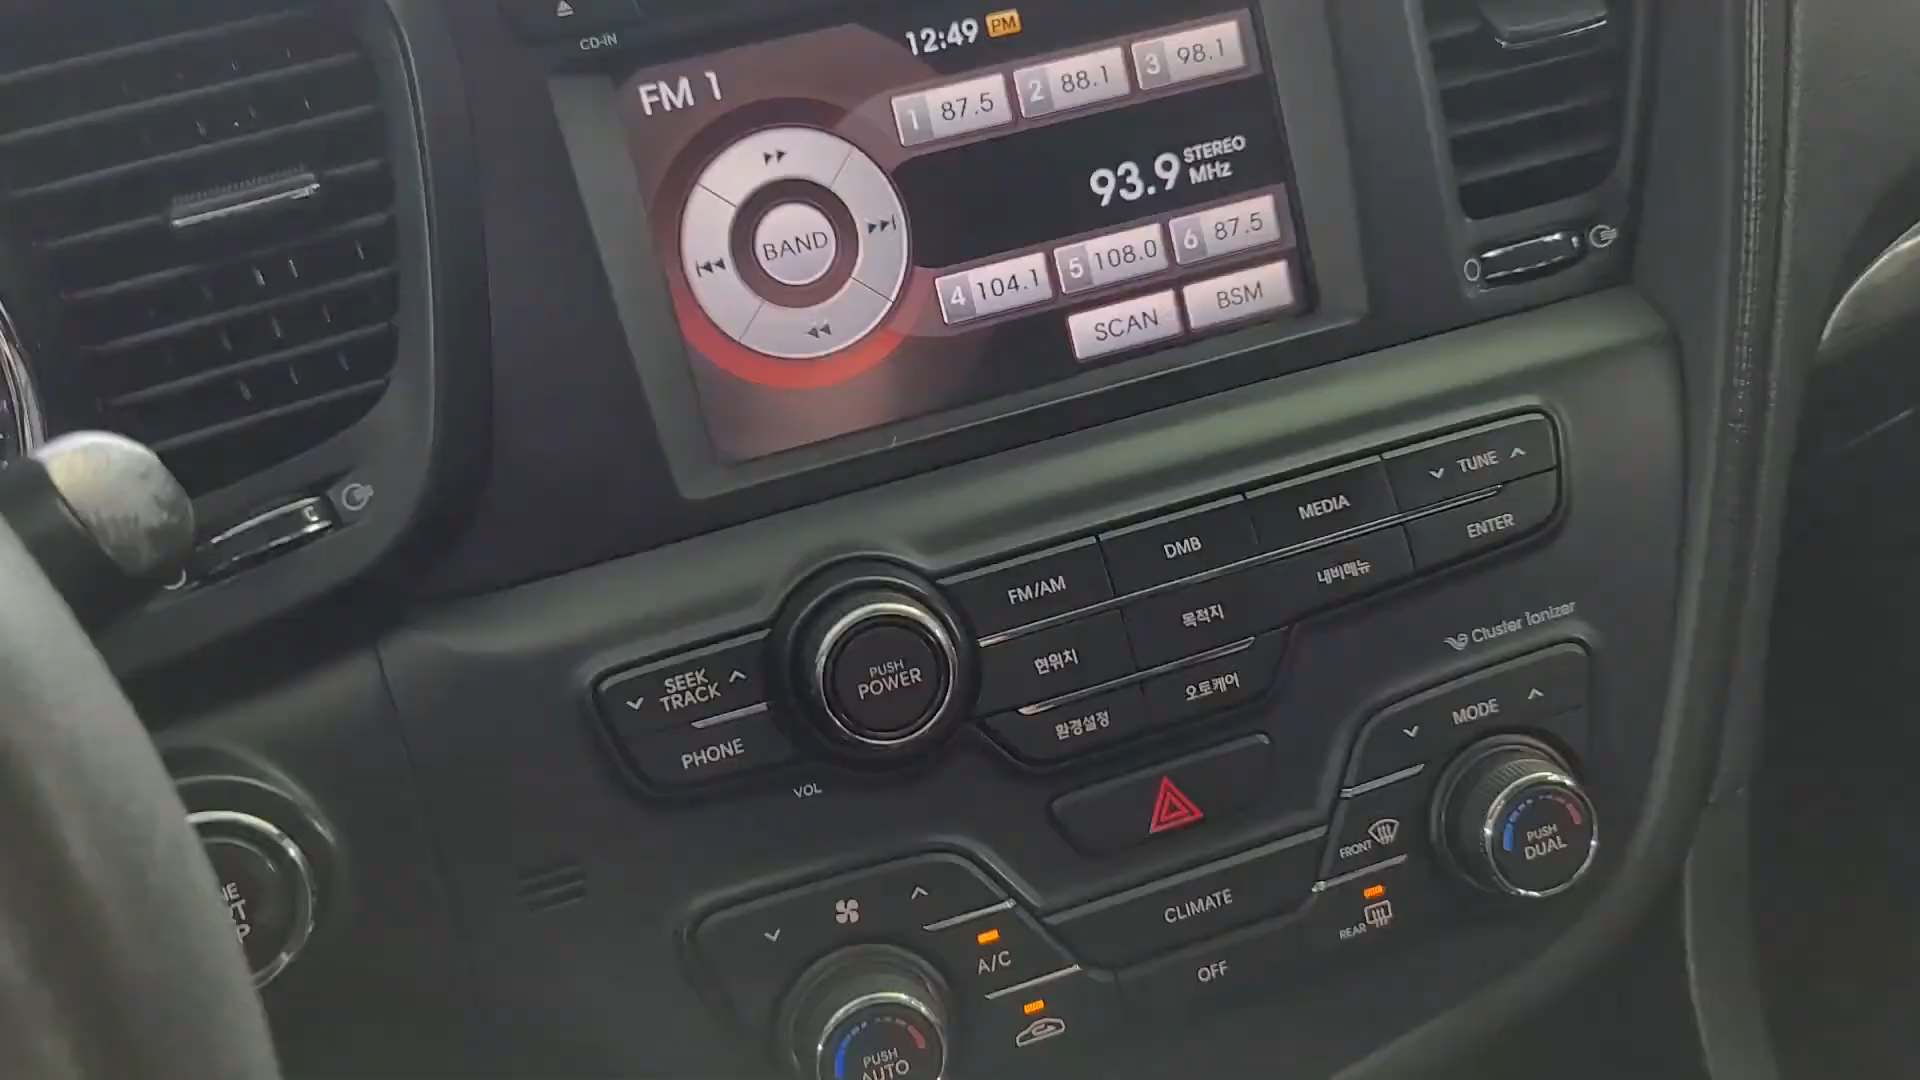 CD-IN
12:49 PM
FM 1
1 87.5
2 88.1
3 98.1
BAND
93.9 STEREO
MHz
4 104.1
5 108.0
6 87.5
SCAN
BSM
FM/AM
DMB
MEDIA
TUNE
현위치
목적지
내비메뉴
ENTER
환경설정
오토케어
SEEK
TRACK
PHONE
PUSH
POWER
VOL
Cluster Ionizer
MODE
PUSH
DUAL
FRONT
REAR
CLIMATE
OFF
A/C
PUSH
AUTO